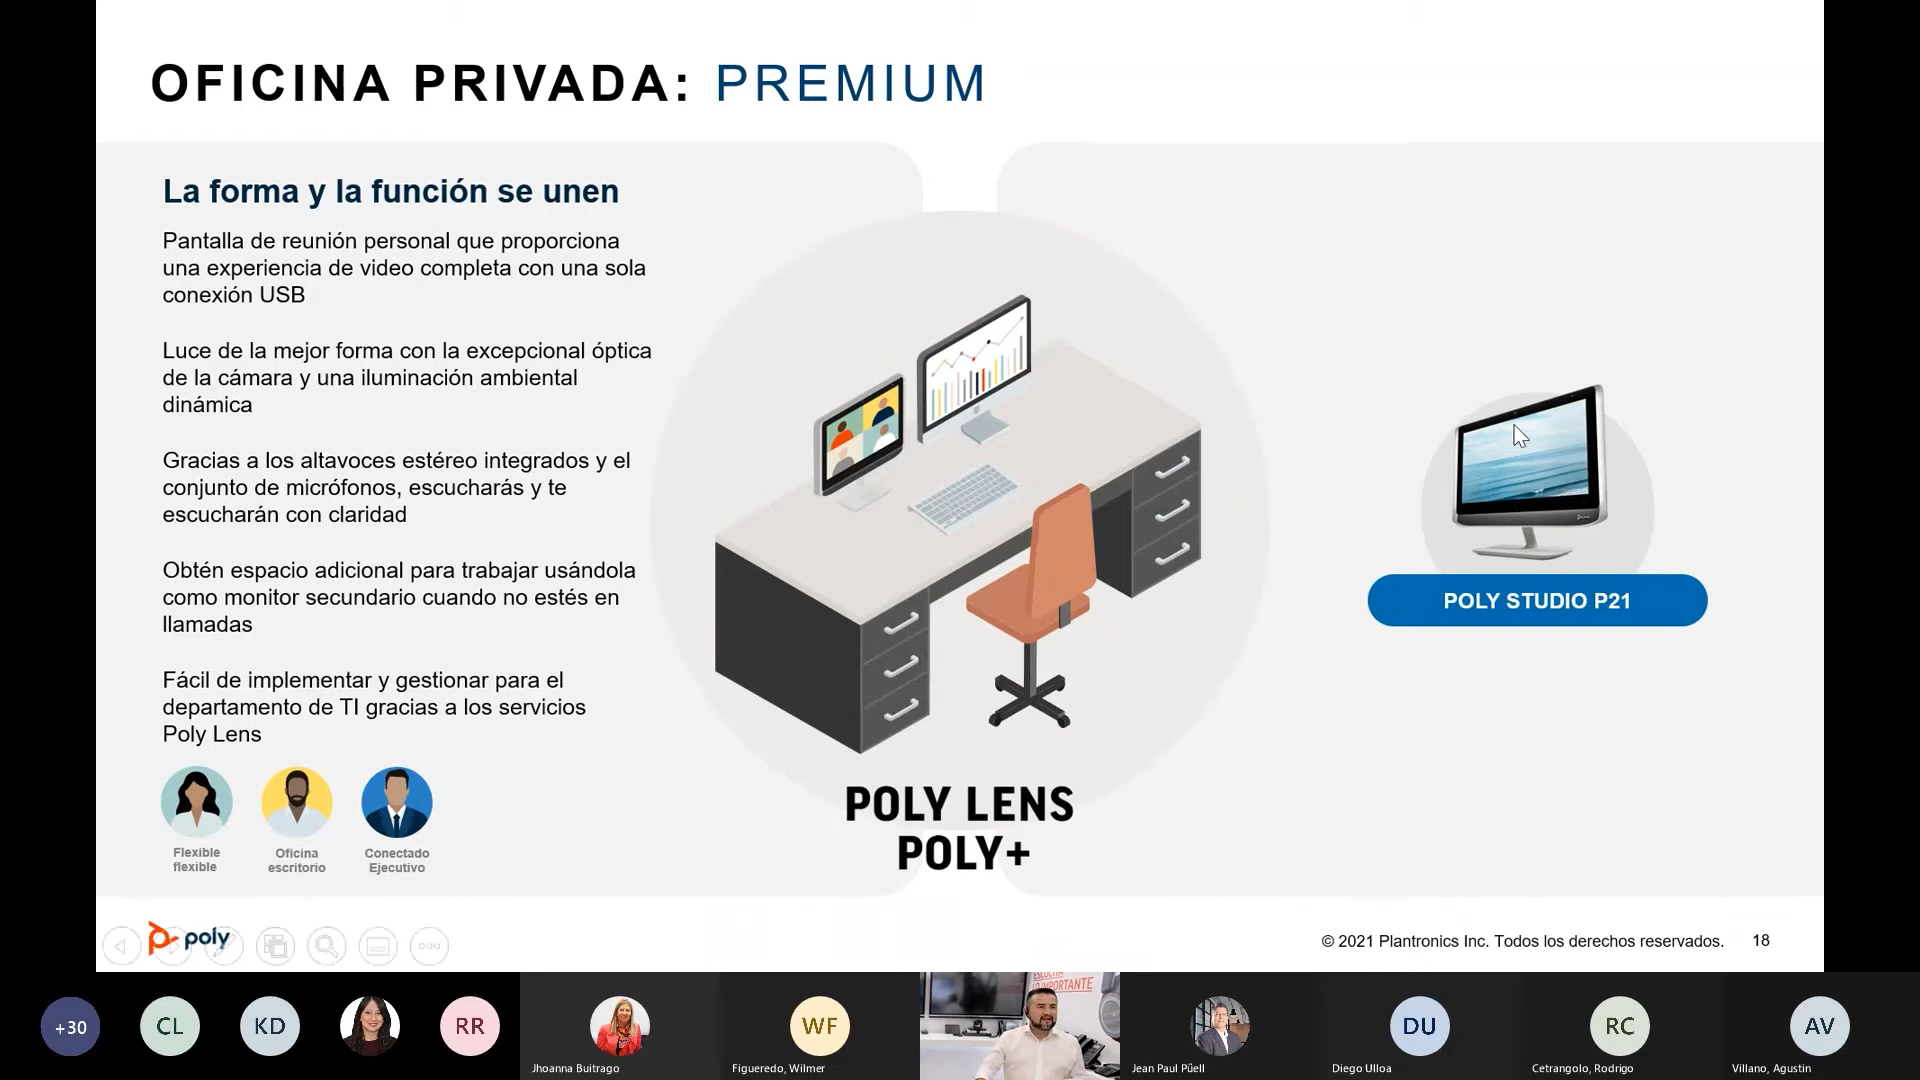 OFICINA PRIVADA: PREMIUM
La forma y la función se unen
Pantalla de reunión personal que proporciona
una experiencia de video completa con una sola
conexión USB
Luce de la mejor forma con la excepcional óptica
de la cámara y una iluminación ambiental
dinámica
Gracias a los altavoces estéreo integrados y el
conjunto de micrófonos, escucharás y te
escucharán con claridad
Obtén espacio adicional para trabajar usándola
como monitor secundario cuando no estés en
llamadas
Fácil de implementar y gestionar para el
departamento de TI gracias a los servicios
Poly Lens
Flexible
flexible
Oficina
escritorio
Conectado
Ejecutivo
POLY LENS
POLY+
POLY STUDIO P21
poly
© 2021 Plantronics Inc. Todos los derechos reservados.
18
+30
CL
KD
RR
Jhoanna Buitrago
WF
Figueredo, Wilmer
ESCUCHA
LO IMPORTANTE
Jean Paul Püell
DU
Diego Ulloa
RC
Cetrangolo, Rodrigo
AV
Villano, Agustin